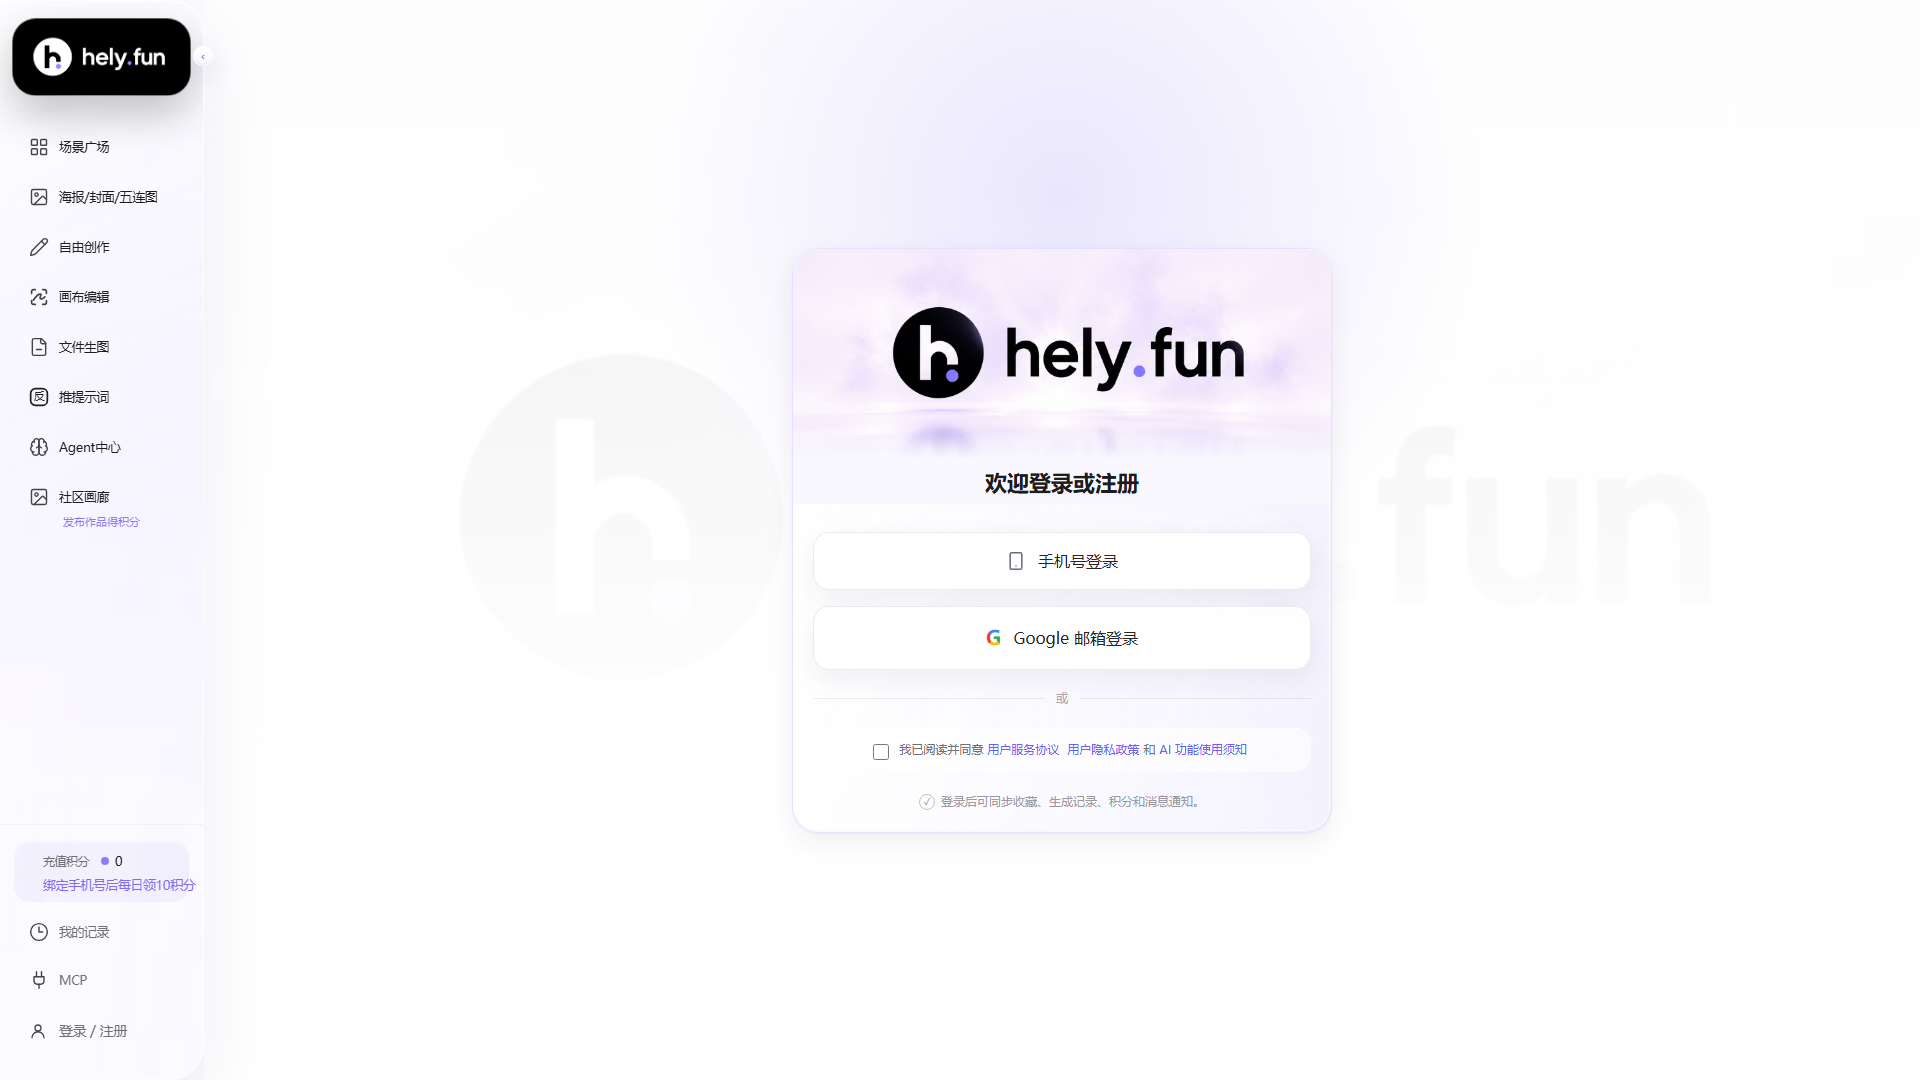 hely.fun
场景广场
海报/封面/五连图
自由创作
画布编辑
文件生图
反 推提示词
Agent中心
社区画廊
发布作品得积分
充值积分 0
绑定手机号后每日领10积分
我的记录
MCP
登录 / 注册
h hely.fun
欢迎登录或注册
手机号登录
G Google 邮箱登录
或
我已阅读并同意 用户服务协议 用户隐私政策 和 AI 功能使用须知
登录后可同步收藏、生成记录、积分和消息通知。
h .fun